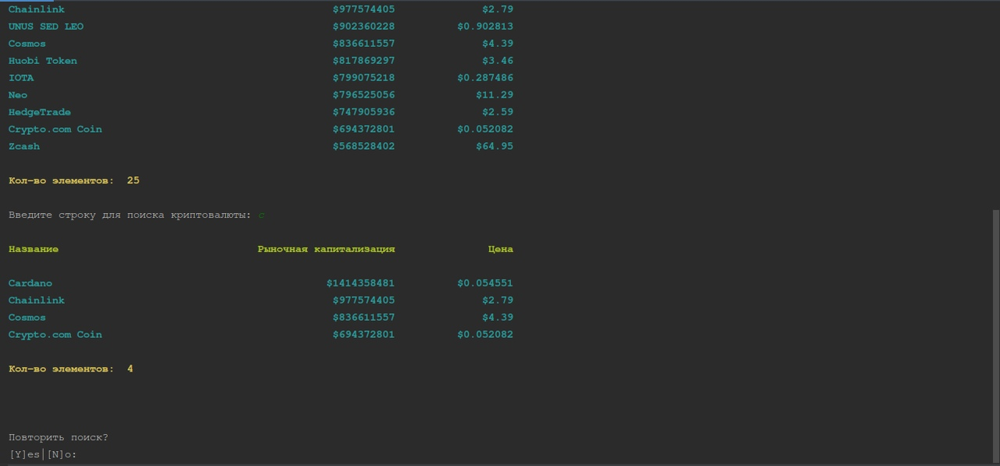 Chainlink $977574405 $2.79
UNUS SED LEO $902360228 $0.902813
Cosmos $836611557 $4.39
Huobi Token $817869297 $3.46
IOTA $799075218 $0.287486
Neo $796525056 $11.29
HedgeTrade $747905936 $2.59
Crypto.com Coin $694372801 $0.052082
Zcash $568528402 $64.95
Кол-во элементов: 25
Введите строку для поиска криптовалюты: c
Название Рыночная капитализация Цена
Cardano $1414358481 $0.054551
Chainlink $977574405 $2.79
Cosmos $836611557 $4.39
Crypto.com Coin $694372801 $0.052082
Кол-во элементов: 4
Повторить поиск?
[Y]es|[N]o: